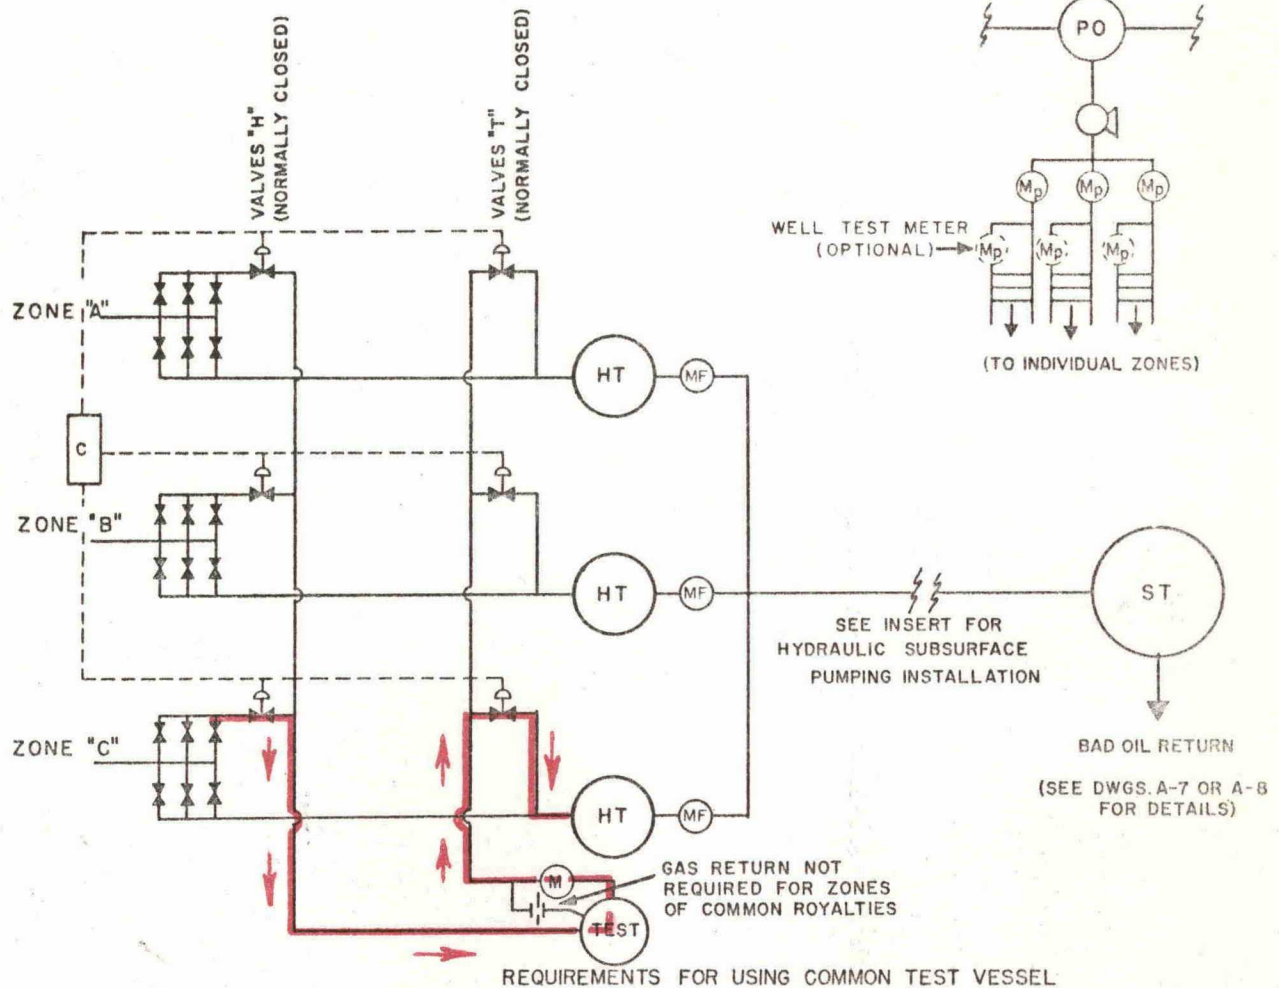 VALVES "H"
(NORMALLY CLOSED)
VALVES "T"
(NORMALLY CLOSED)
PO
Mp
Mp
Mp
WELL TEST METER
(OPTIONAL)
Mp
Mp
Mp
(TO INDIVIDUAL ZONES)
ZONE "A"
HT
MF
C
ZONE "B"
HT
MF
ST
SEE INSERT FOR
HYDRAULIC SUBSURFACE
PUMPING INSTALLATION
BAD OIL RETURN
(SEE DWGS. A-7 OR A-8
FOR DETAILS)
ZONE "C"
HT
MF
GAS RETURN NOT
REQUIRED FOR ZONES
OF COMMON ROYALTIES
M
TEST
REQUIREMENTS FOR USING COMMON TEST VESSEL